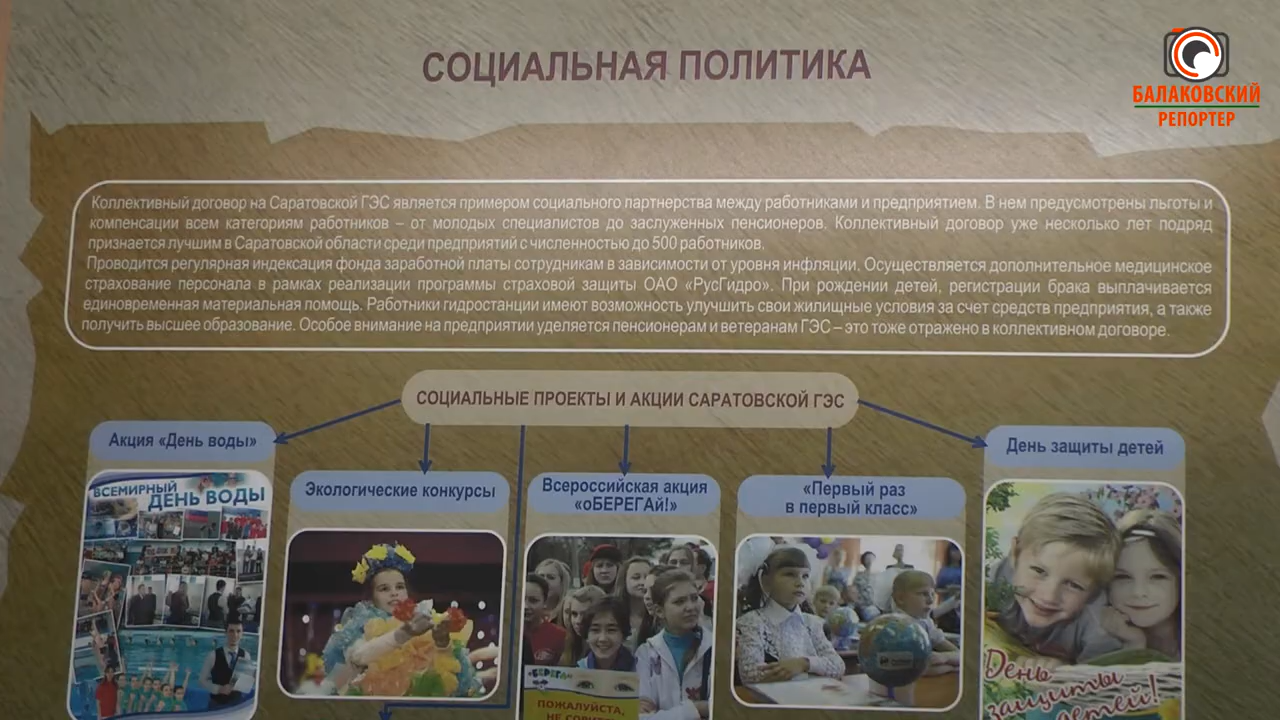 СОЦИАЛЬНАЯ ПОЛИТИКА
БАЛАКОВСКИЙ
РЕПОРТЕР
Коллективный договор на Саратовской ГЭС является примером социального партнерства между работниками и предприятием. В нем предусмотрены льготы и
компенсации всем категориям работников – от молодых специалистов до заслуженных пенсионеров. Коллективный договор уже несколько лет подряд
признается лучшим в Саратовской области среди предприятий с численностью до 500 работников.
Проводится регулярная индексация фонда заработной платы сотрудникам в зависимости от уровня инфляции. Осуществляется дополнительное медицинское
страхование персонала в рамках реализации программы страховой защиты ОАО «РусГидро». При рождении детей, регистрации брака выплачивается
единовременная материальная помощь. Работники гидростанции имеют возможность улучшить свои жилищные условия за счет средств предприятия, а также
получить высшее образование. Особое внимание на предприятии уделяется пенсионерам и ветеранам ГЭС – это тоже отражено в коллективном договоре.
СОЦИАЛЬНЫЕ ПРОЕКТЫ И АКЦИИ САРАТОВСКОЙ ГЭС
Акция «День воды»
ВСЕМИРНЫЙ
ДЕНЬ ВОДЫ
Экологические конкурсы
Всероссийская акция
«оБЕРЕГАй!»
«БЕРЕГА»
ПОЖАЛУЙСТА,
«Первый раз
в первый класс»
День защиты детей
День
защиты
детей!